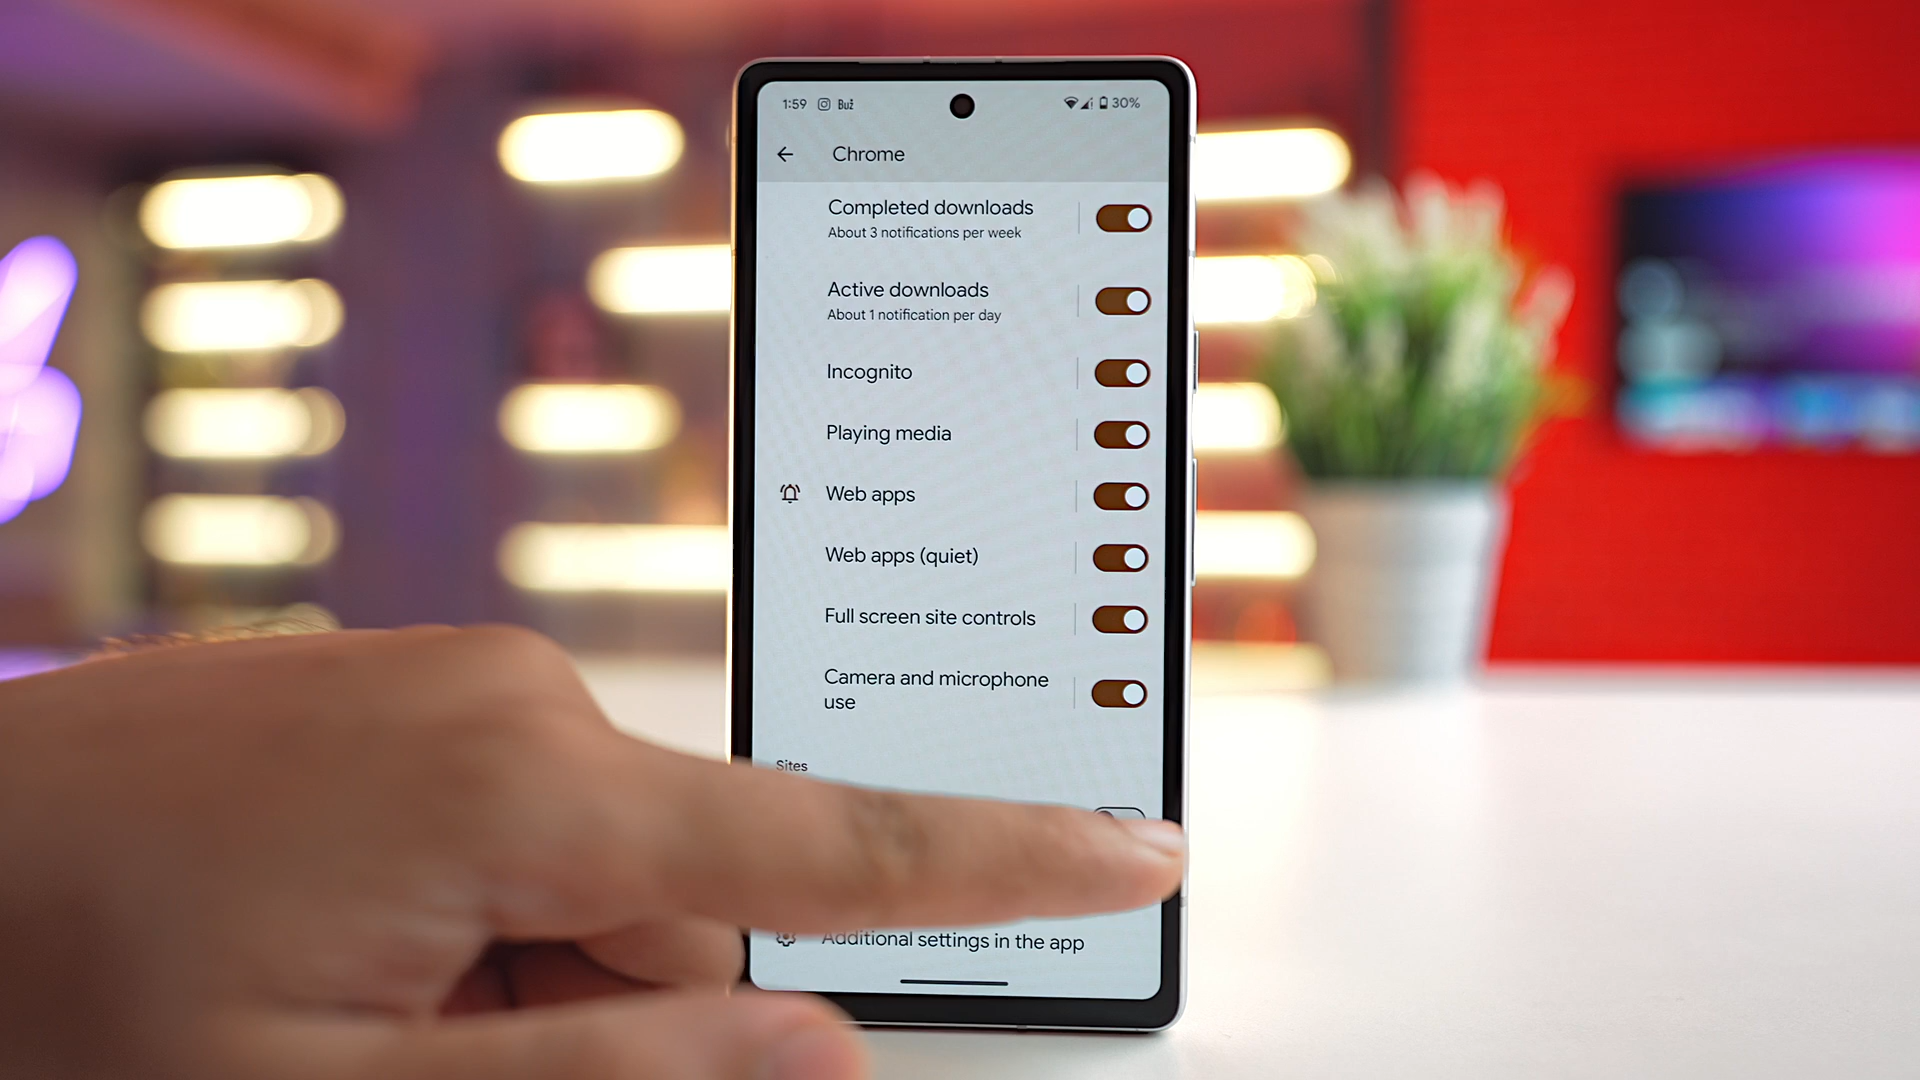 1:59 Buž 30%
Chrome
Completed downloads
About 3 notifications per week
Active downloads
About 1 notification per day
Incognito
Playing media
Web apps
Web apps (quiet)
Full screen site controls
Camera and microphone
use
Sites
Additional settings in the app